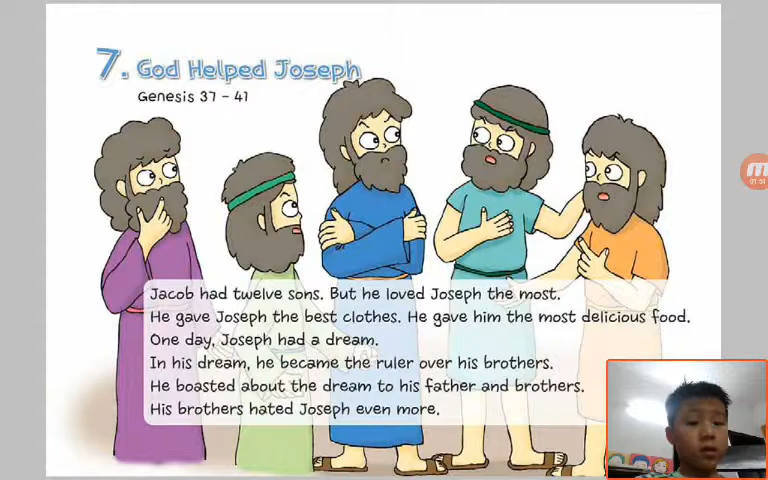 7. God Helped Joseph
Genesis 37 - 41
Jacob had twelve sons. But he loved Joseph the most.
He gave Joseph the best clothes. He gave him the most delicious food.
One day, Joseph had a dream.
In his dream, he became the ruler over his brothers.
He boasted about the dream to his father and brothers.
His brothers hated Joseph even more.